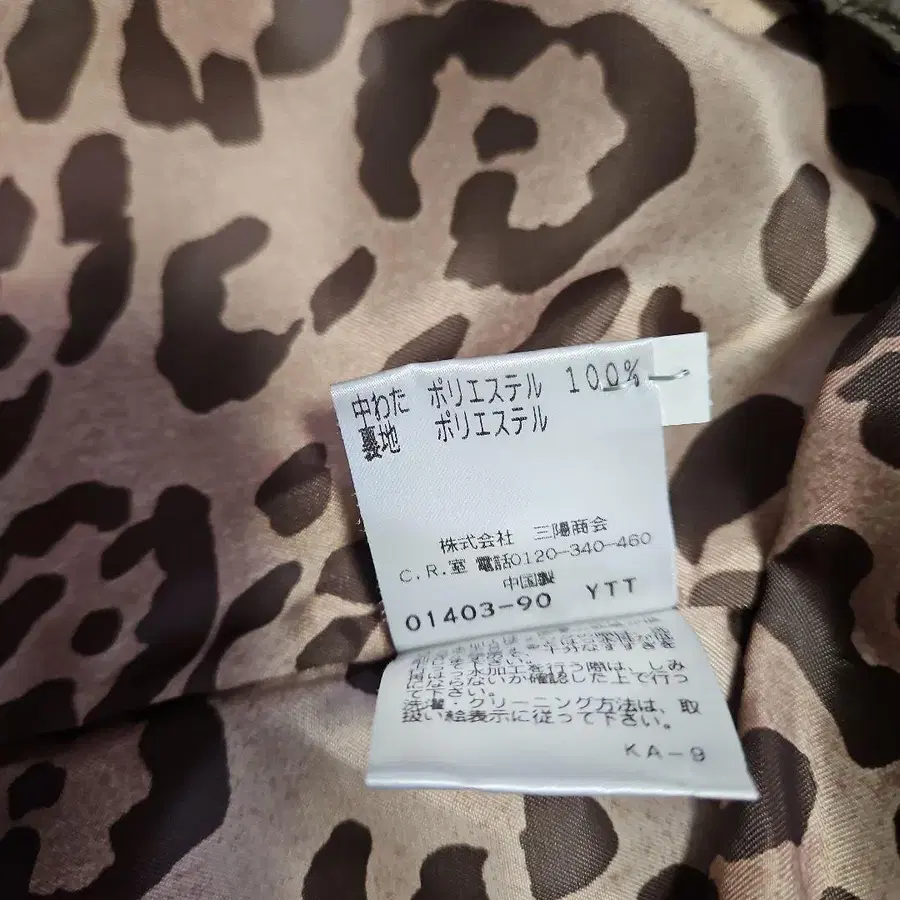 中わた ポリエステル 100%
裏地 ポリエステル
株式会社 三陽商会
C.R.室 電話0120-340-460
中国製
01403-90 YTT
水加工を行う際は、しみ
にならないか確認した上で行っ
て下さい。
洗濯・クリーニング方法は、取
扱い絵表示に従って下さい。
KA-9